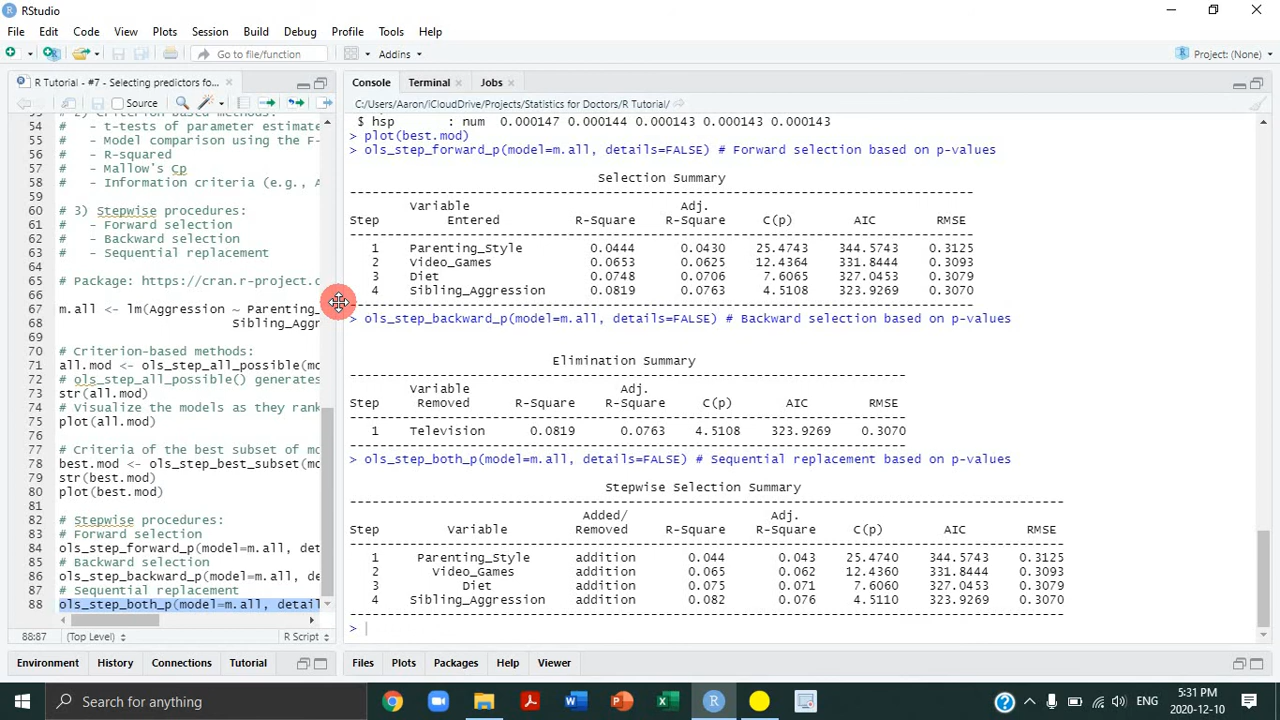 RStudio
File Edit Code View Plots Session Build Debug Profile Tools Help
Go to file/function Addins Project: (None)
R Tutorial - #7 - Selecting predictors fo...
Source
54 # - t-tests of parameter estimate
55 # - Model comparison using the F-
56 # - R-squared
57 # - Mallow's Cp
58 # - Information criteria (e.g., A
59
60 # 3) Stepwise procedures:
61 # - Forward selection
62 # - Backward selection
63 # - Sequential replacement
64
65 # Package: https://cran.r-project.o
66
67 m.all <- lm(Aggression ~ Parenting_
68 Sibling_Aggr
69
70 # Criterion-based methods:
71 all.mod <- ols_step_all_possible(mo
72 # ols_step_all_possible() generates
73 str(all.mod)
74 # Visualize the models as they rank
75 plot(all.mod)
76
77 # Criteria of the best subset of mo
78 best.mod <- ols_step_best_subset(mo
79 str(best.mod)
80 plot(best.mod)
81
82 # Stepwise procedures:
83 # Forward selection
84 ols_step_forward_p(model=m.all, det
85 # Backward selection
86 ols_step_backward_p(model=m.all, de
87 # Sequential replacement
88 ols_step_both_p(model=m.all, detail
88:87 (Top Level) R Script
Environment History Connections Tutorial
Console Terminal Jobs
C:/Users/Aaron/iCloudDrive/Projects/Statistics for Doctors/R Tutorial/
$ hsp : num 0.000147 0.000144 0.000143 0.000143 0.000143
> plot(best.mod)
> ols_step_forward_p(model=m.all, details=FALSE) # Forward selection based on p-values
Selection Summary
Variable Adj.
Step Entered R-Square R-Square C(p) AIC RMSE
1 Parenting_Style 0.0444 0.0430 25.4743 344.5743 0.3125
2 Video_Games 0.0653 0.0625 12.4364 331.8444 0.3093
3 Diet 0.0748 0.0706 7.6065 327.0453 0.3079
4 Sibling_Aggression 0.0819 0.0763 4.5108 323.9269 0.3070
> ols_step_backward_p(model=m.all, details=FALSE) # Backward selection based on p-values
Elimination Summary
Variable Adj.
Step Removed R-Square R-Square C(p) AIC RMSE
1 Television 0.0819 0.0763 4.5108 323.9269 0.3070
> ols_step_both_p(model=m.all, details=FALSE) # Sequential replacement based on p-values
Stepwise Selection Summary
Added/ Adj.
Step Variable Removed R-Square R-Square C(p) AIC RMSE
1 Parenting_Style addition 0.044 0.043 25.4740 344.5743 0.3125
2 Video_Games addition 0.065 0.062 12.4360 331.8444 0.3093
3 Diet addition 0.075 0.071 7.6060 327.0453 0.3079
4 Sibling_Aggression addition 0.082 0.076 4.5110 323.9269 0.3070
>
Files Plots Packages Help Viewer
Search for anything
ENG
5:31 PM
2020-12-10